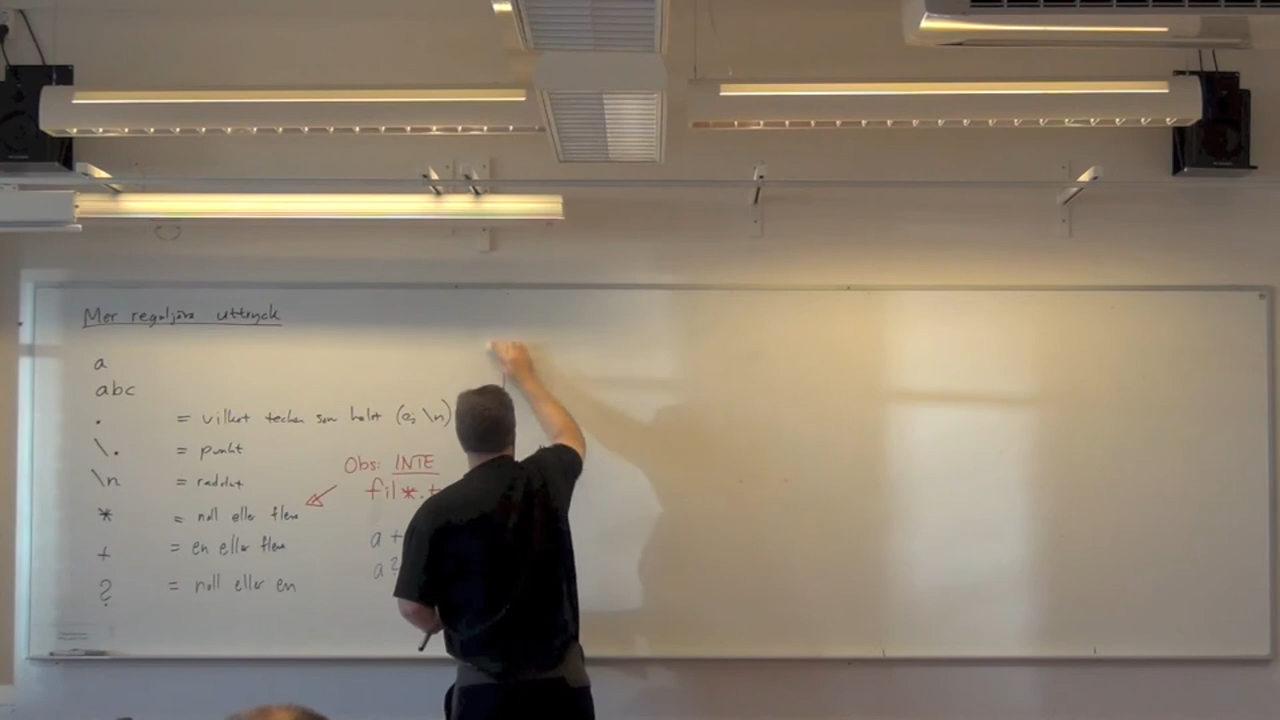 Mer reguljära uttryck
a
abc
. = vilket tecken som helst (ej \n)
\. = punkt
\n = radslut
* = noll eller flera
+ = en eller flera
? = noll eller en
Obs: INTE
fil*.t
a+
a?